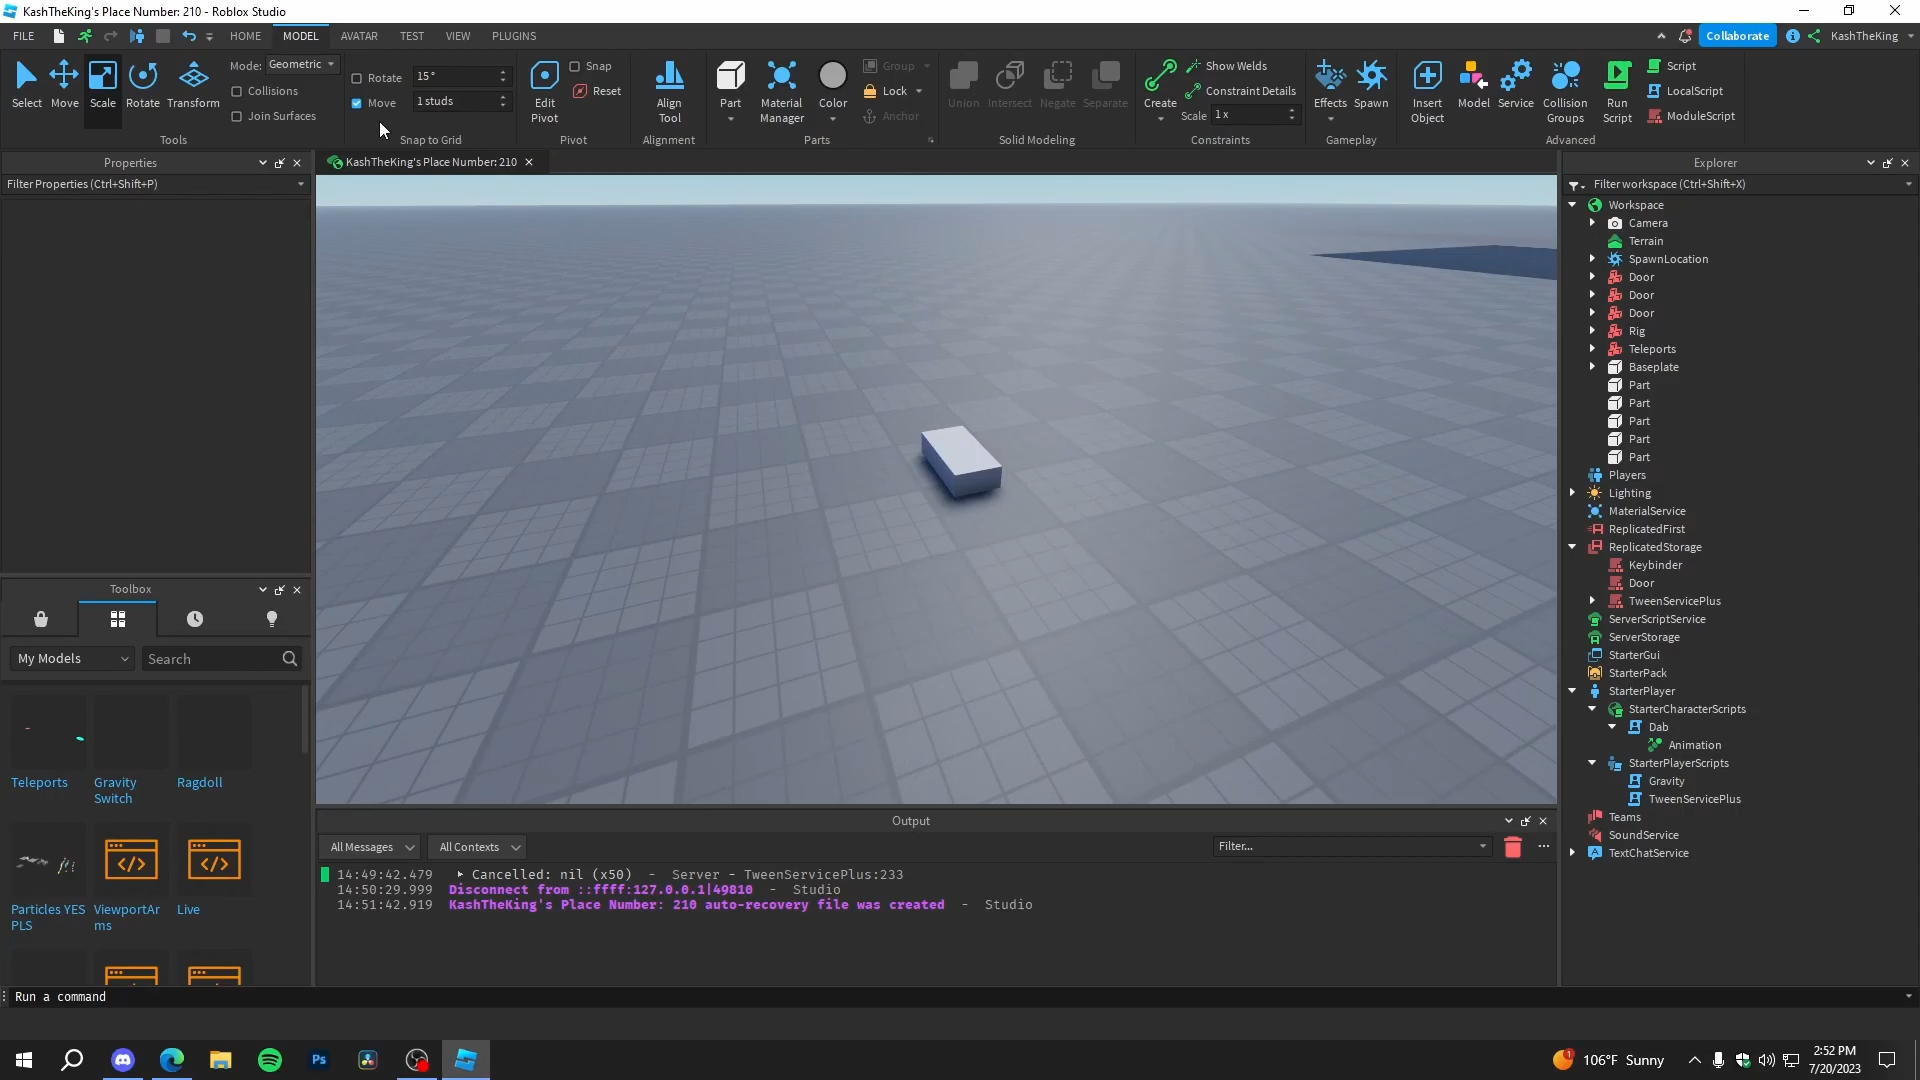 KashTheKing's Place Number: 210 - Roblox Studio
FILE HOME MODEL AVATAR TEST VIEW PLUGINS Collaborate KashTheKing
Select Move Scale Rotate Transform
Mode: Geometric
Collisions
Join Surfaces
Tools
Rotate 15°
Move 1 studs
Snap to Grid
Edit Pivot
Snap
Reset
Pivot
Align Tool
Alignment
Part
Material Manager
Color
Group
Lock
Anchor
Parts
Union Intersect Negate Separate
Solid Modeling
Create
Show Welds
Constraint Details
Scale 1 x
Constraints
Effects Spawn
Gameplay
Insert Object
Model
Service
Collision Groups
Run Script
Script
LocalScript
ModuleScript
Advanced
Properties
Filter Properties (Ctrl+Shift+P)
KashTheKing's Place Number: 210
Explorer
Filter workspace (Ctrl+Shift+X)
Workspace
Camera
Terrain
SpawnLocation
Door
Door
Door
Rig
Teleports
Baseplate
Part
Part
Part
Part
Part
Players
Lighting
MaterialService
ReplicatedFirst
ReplicatedStorage
Keybinder
Door
TweenServicePlus
ServerScriptService
ServerStorage
StarterGui
StarterPack
StarterPlayer
StarterCharacterScripts
Dab
Animation
StarterPlayerScripts
Gravity
TweenServicePlus
Teams
SoundService
TextChatService
Toolbox
My Models Search
Teleports
Gravity Switch
Ragdoll
Particles YES PLS
ViewportArms
Live
Output
All Messages All Contexts Filter...
14:49:42.479 Cancelled: nil (x50) - Server - TweenServicePlus:233
14:50:29.999 Disconnect from ::ffff:127.0.0.1|49810 - Studio
14:51:42.919 KashTheKing's Place Number: 210 auto-recovery file was created - Studio
Run a command
Ps
1
106°F Sunny
2:52 PM
7/20/2023